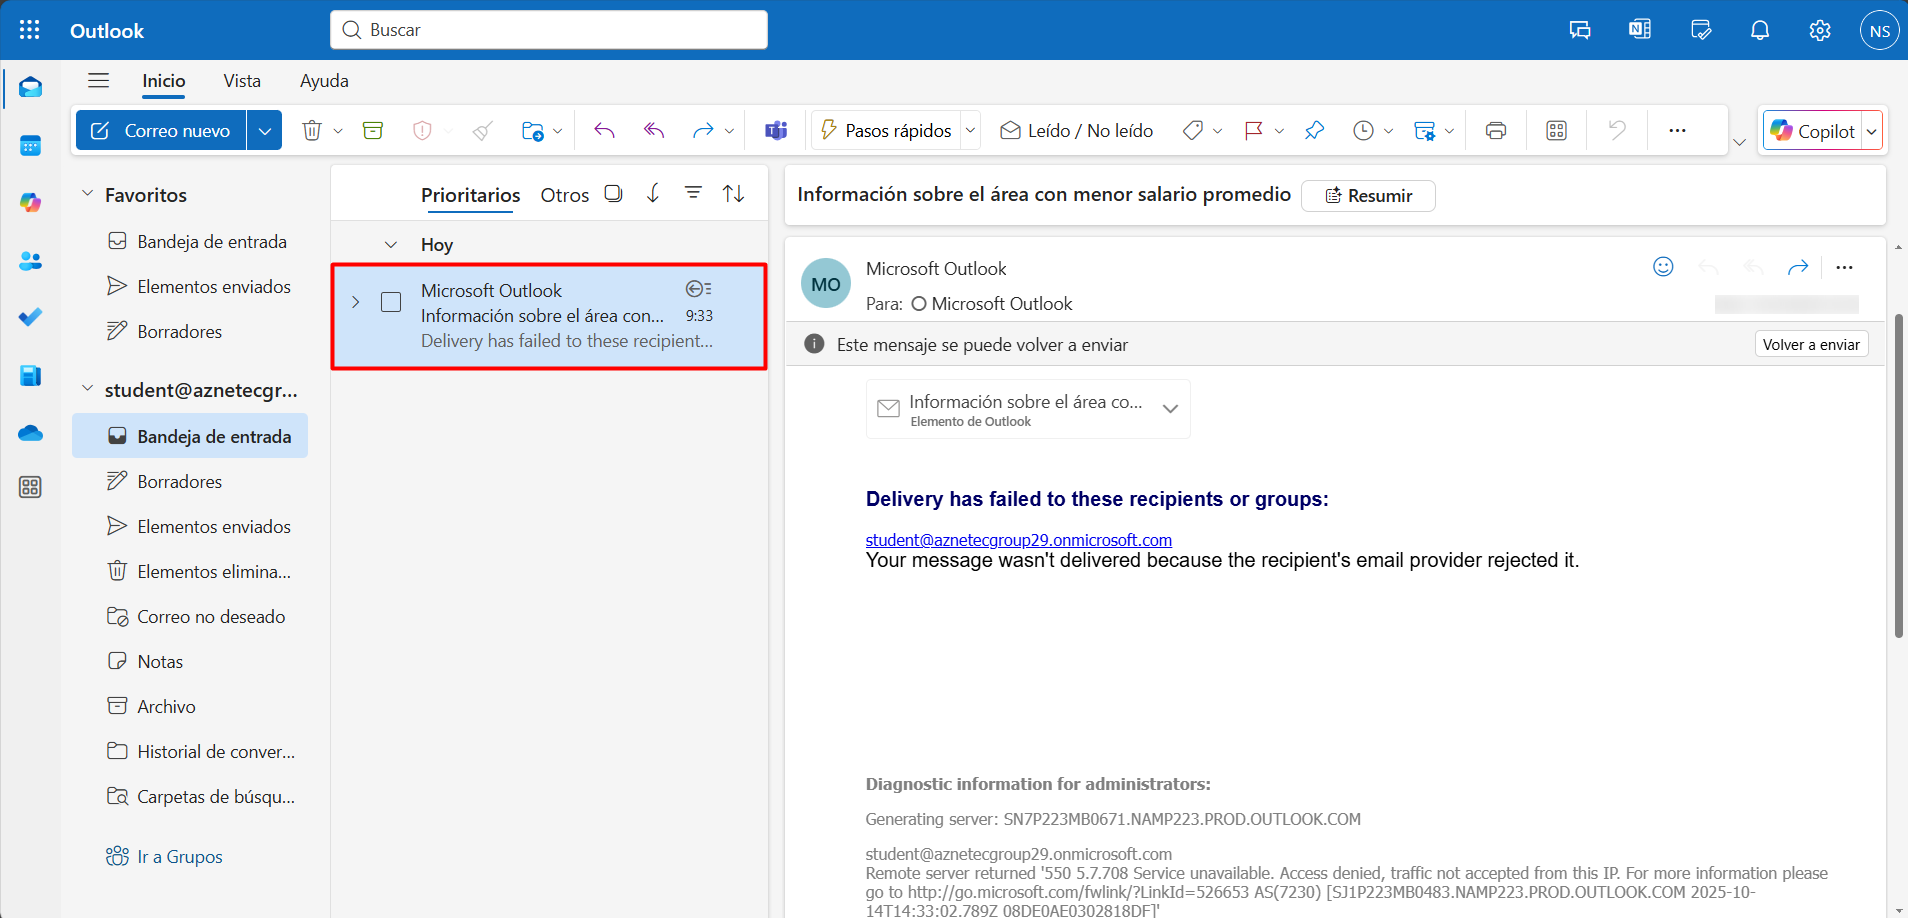 Outlook
Buscar
NS
Inicio
Vista
Ayuda
Correo nuevo
Pasos rápidos
Leído / No leído
Copilot
Favoritos
Bandeja de entrada
Elementos enviados
Borradores
student@aznetecgr...
Bandeja de entrada
Borradores
Elementos enviados
Elementos elimina...
Correo no deseado
Notas
Archivo
Historial de conver...
Carpetas de búsqu...
Ir a Grupos
Prioritarios
Otros
Hoy
Microsoft Outlook
Información sobre el área con... 9:33
Delivery has failed to these recipient...
Información sobre el área con menor salario promedio
Resumir
MO
Microsoft Outlook
Para: Microsoft Outlook
Este mensaje se puede volver a enviar
Volver a enviar
Información sobre el área co...
Elemento de Outlook
Delivery has failed to these recipients or groups:
student@aznetecgroup29.onmicrosoft.com
Your message wasn't delivered because the recipient's email provider rejected it.
Diagnostic information for administrators:
Generating server: SN7P223MB0671.NAMP223.PROD.OUTLOOK.COM
student@aznetecgroup29.onmicrosoft.com
Remote server returned '550 5.7.708 Service unavailable. Access denied, traffic not accepted from this IP. For more information please
go to http://go.microsoft.com/fwlink/?LinkId=526653 AS(7230) [SJ1P223MB0483.NAMP223.PROD.OUTLOOK.COM 2025-10-
14T14:33:02.789Z 08DE0AE0302818DF]'